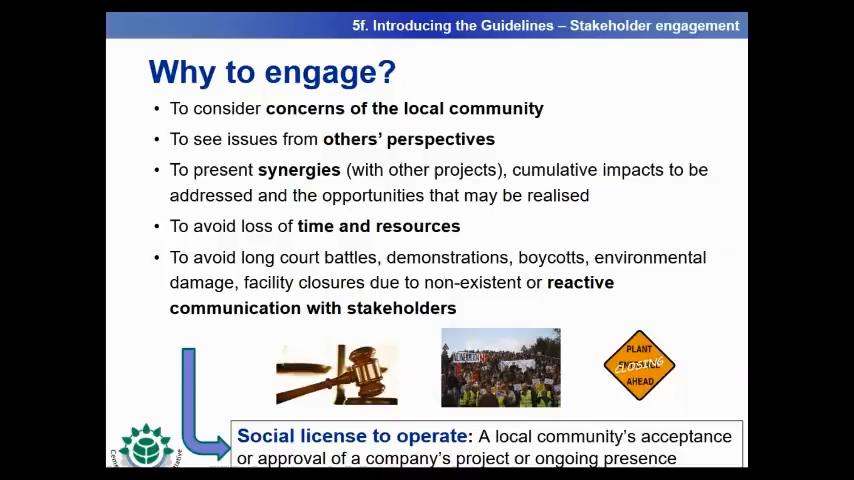 5f. Introducing the Guidelines – Stakeholder engagement
Why to engage?
• To consider concerns of the local community
• To see issues from others’ perspectives
• To present synergies (with other projects), cumulative impacts to be
addressed and the opportunities that may be realised
• To avoid loss of time and resources
• To avoid long court battles, demonstrations, boycotts, environmental
damage, facility closures due to non-existent or reactive
communication with stakeholders
PLANT
CLOSING
AHEAD
Social license to operate: A local community’s acceptance
or approval of a company’s project or ongoing presence